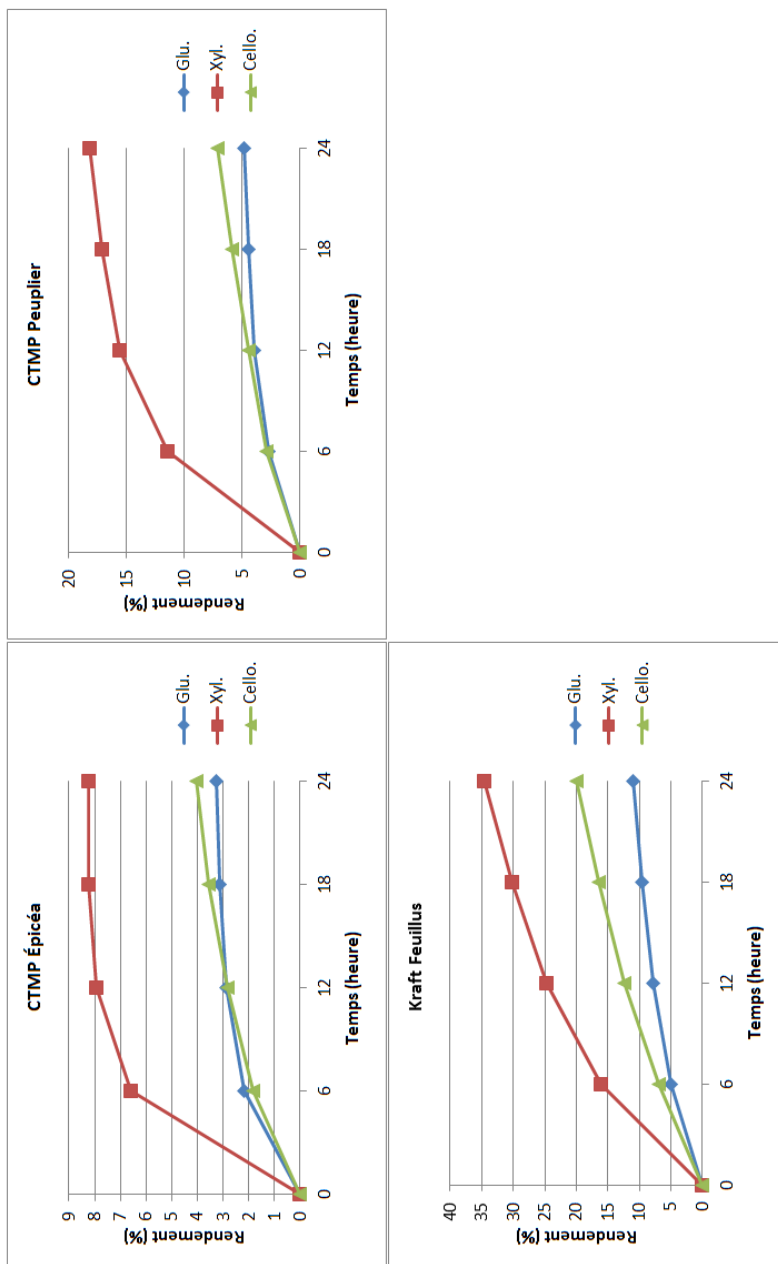 CTMP Épicéa
Rendement (%)
9
8
7
6
5
4
3
2
1
0
0
6
12
18
24
Temps (heure)
Glu.
Xyl.
Cello.
CTMP Peuplier
Rendement (%)
20
15
10
5
0
0
6
12
18
24
Temps (heure)
Glu.
Xyl.
Cello.
Kraft Feuillus
Rendement (%)
40
35
30
25
20
15
10
5
0
0
6
12
18
24
Temps (heure)
Glu.
Xyl.
Cello.